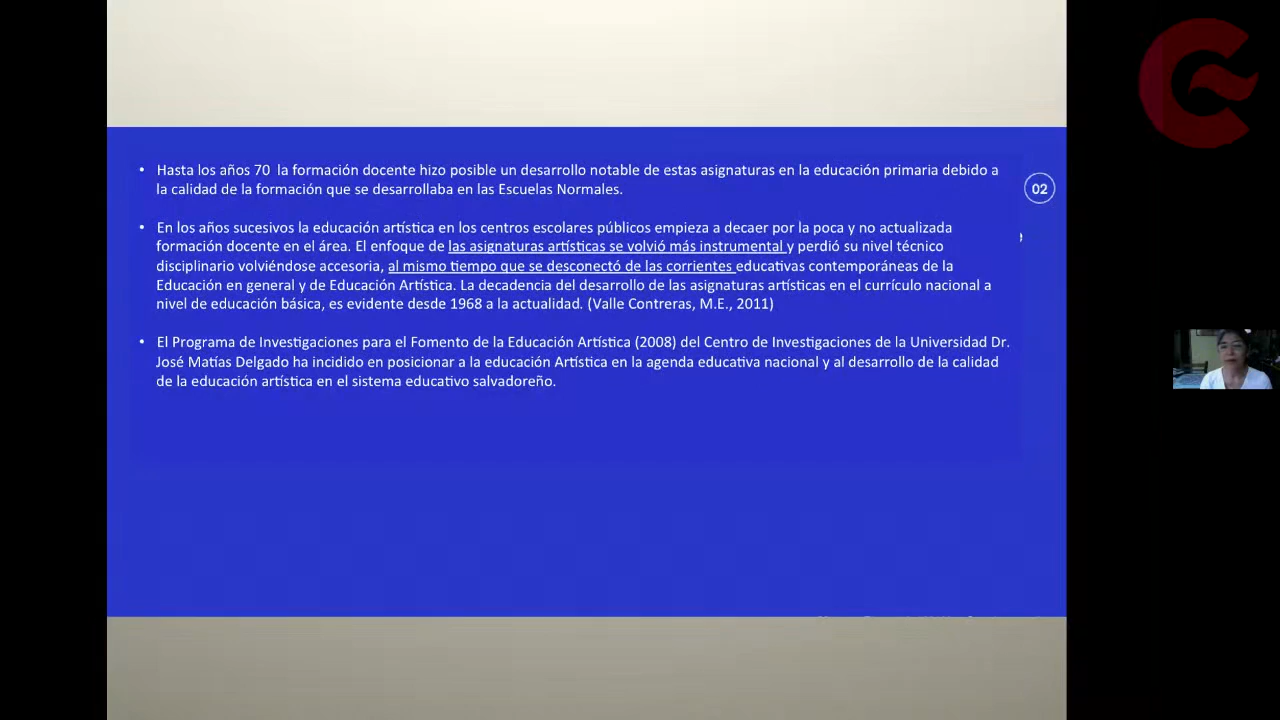 • Hasta los años 70  la formación docente hizo posible un desarrollo notable de estas asignaturas en la educación primaria debido a
la calidad de la formación que se desarrollaba en las Escuelas Normales.
02
• En los años sucesivos la educación artística en los centros escolares públicos empieza a decaer por la poca y no actualizada
formación docente en el área. El enfoque de las asignaturas artísticas se volvió más instrumental y perdió su nivel técnico
disciplinario volviéndose accesoria, al mismo tiempo que se desconectó de las corrientes educativas contemporáneas de la
Educación en general y de Educación Artística. La decadencia del desarrollo de las asignaturas artísticas en el currículo nacional a
nivel de educación básica, es evidente desde 1968 a la actualidad. (Valle Contreras, M.E., 2011)
• El Programa de Investigaciones para el Fomento de la Educación Artística (2008) del Centro de Investigaciones de la Universidad Dr.
José Matías Delgado ha incidido en posicionar a la educación Artística en la agenda educativa nacional y al desarrollo de la calidad
de la educación artística en el sistema educativo salvadoreño.